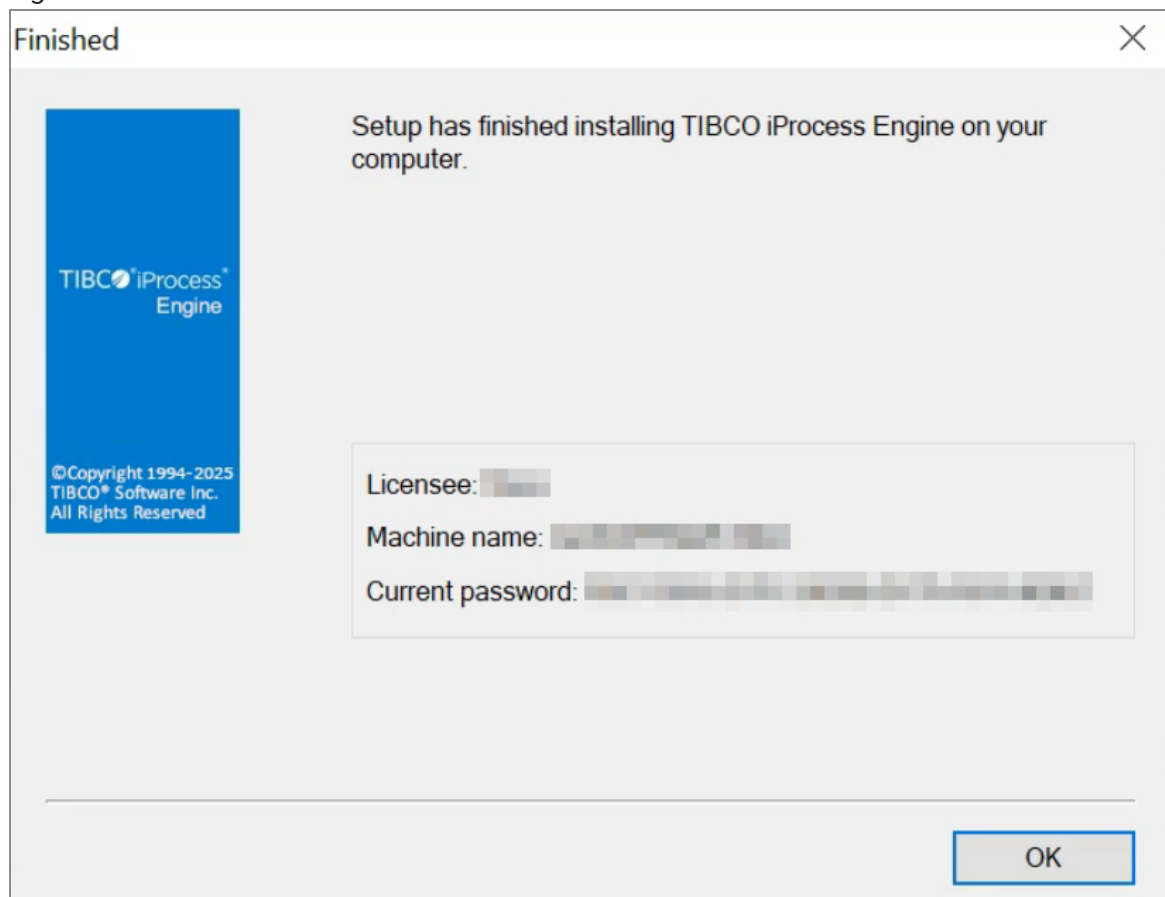 Finished
Setup has finished installing TIBCO iProcess Engine on your
computer.
TIBCO® iProcess®
Engine
©Copyright 1994-2025
TIBCO® Software Inc.
All Rights Reserved
Licensee:
Machine name:
Current password:
OK